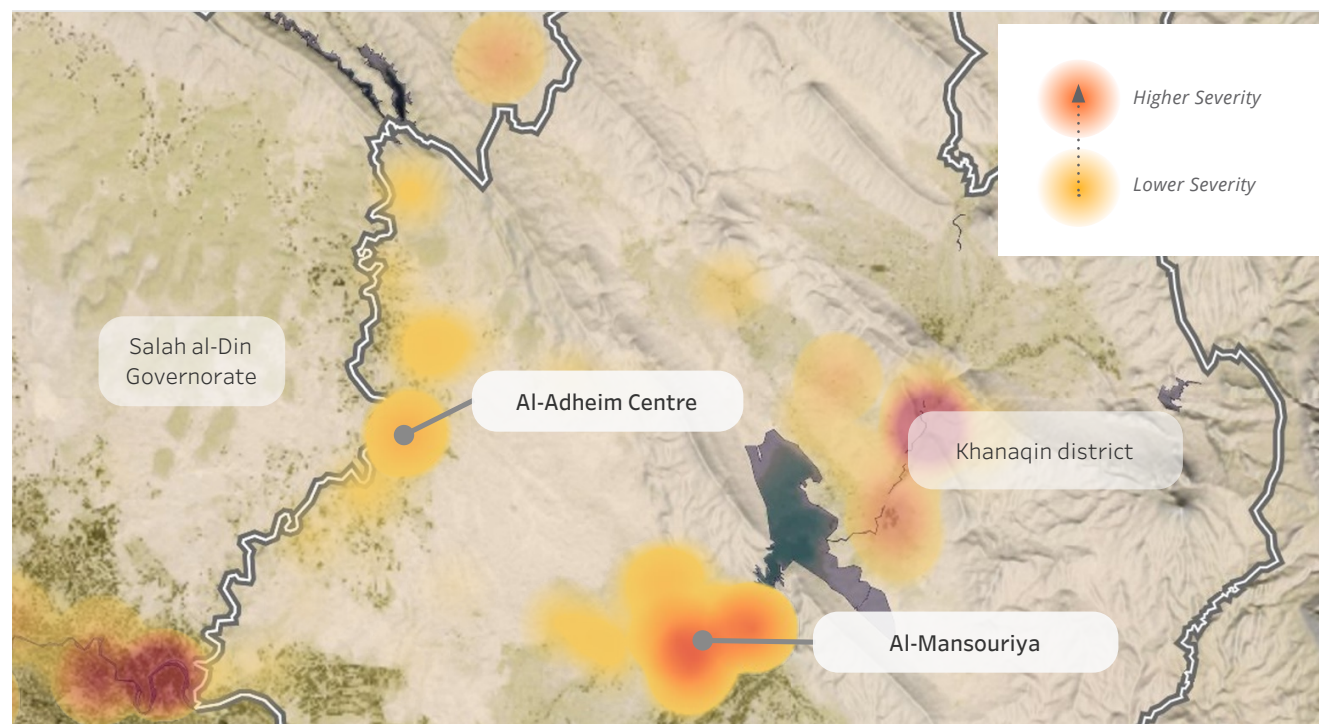 Higher Severity
Lower Severity
Salah al-Din
Governorate
Al-Adheim Centre
Khanaqin district
Al-Mansouriya